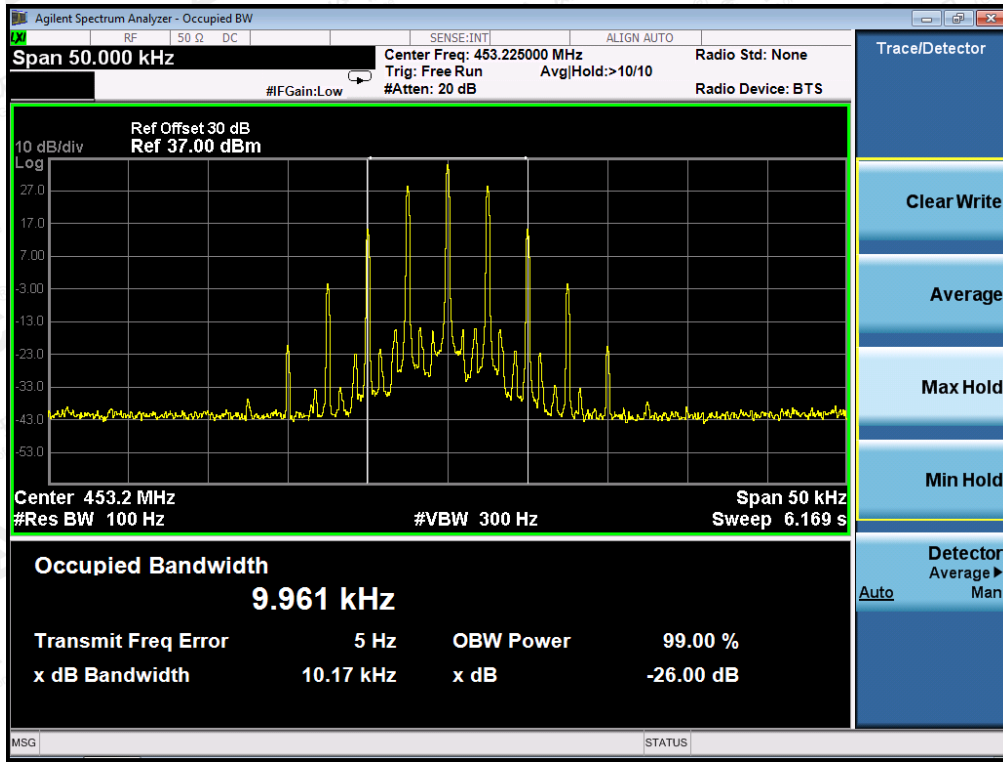 Agilent Spectrum Analyzer - Occupied BW
LXI RF 50 Ω DC SENSE:INT ALIGN AUTO
Span 50.000 kHz
Center Freq: 453.225000 MHz Radio Std: None
Trig: Free Run Avg|Hold:>10/10
#IFGain:Low #Atten: 20 dB Radio Device: BTS
Ref Offset 30 dB
10 dB/div Ref 37.00 dBm
Log
27.0
17.0
7.00
-3.00
-13.0
-23.0
-33.0
-43.0
-53.0
Center 453.2 MHz Span 50 kHz
#Res BW 100 Hz #VBW 300 Hz Sweep 6.169 s
Occupied Bandwidth
9.961 kHz
Transmit Freq Error 5 Hz OBW Power 99.00 %
x dB Bandwidth 10.17 kHz x dB -26.00 dB
MSG STATUS
Trace/Detector
Clear Write
Average
Max Hold
Min Hold
Detector
Average▶
Auto Man